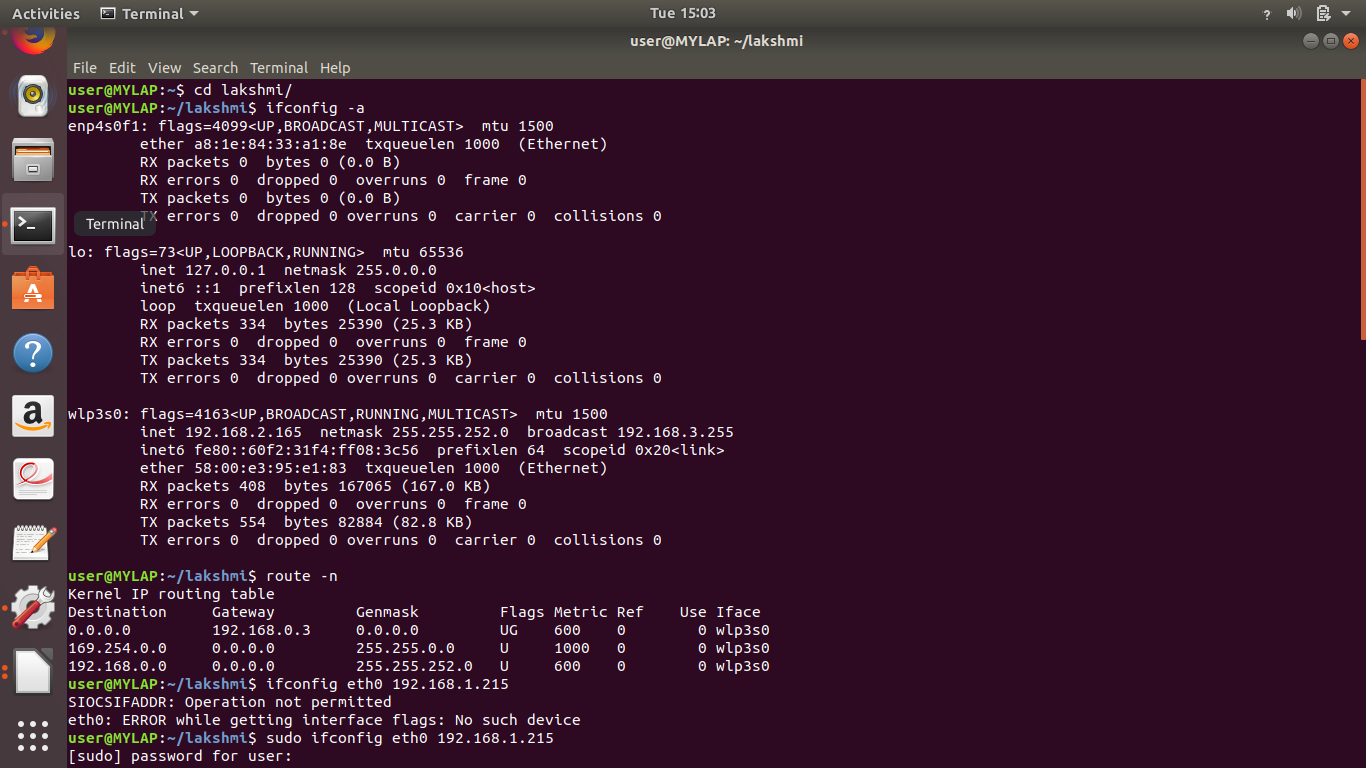 Activities Terminal Tue 15:03 ?
user@MYLAP: ~/lakshmi
File Edit View Search Terminal Help
user@MYLAP:~$ cd lakshmi/
user@MYLAP:~/lakshmi$ ifconfig -a
enp4s0f1: flags=4099<UP,BROADCAST,MULTICAST>  mtu 1500
        ether a8:1e:84:33:a1:8e  txqueuelen 1000  (Ethernet)
        RX packets 0  bytes 0 (0.0 B)
        RX errors 0  dropped 0  overruns 0  frame 0
        TX packets 0  bytes 0 (0.0 B)
        TX errors 0  dropped 0 overruns 0  carrier 0  collisions 0
Terminal
lo: flags=73<UP,LOOPBACK,RUNNING>  mtu 65536
        inet 127.0.0.1  netmask 255.0.0.0
        inet6 ::1  prefixlen 128  scopeid 0x10<host>
        loop  txqueuelen 1000  (Local Loopback)
        RX packets 334  bytes 25390 (25.3 KB)
        RX errors 0  dropped 0  overruns 0  frame 0
        TX packets 334  bytes 25390 (25.3 KB)
        TX errors 0  dropped 0 overruns 0  carrier 0  collisions 0
wlp3s0: flags=4163<UP,BROADCAST,RUNNING,MULTICAST>  mtu 1500
        inet 192.168.2.165  netmask 255.255.252.0  broadcast 192.168.3.255
        inet6 fe80::60f2:31f4:ff08:3c56  prefixlen 64  scopeid 0x20<link>
        ether 58:00:e3:95:e1:83  txqueuelen 1000  (Ethernet)
        RX packets 408  bytes 167065 (167.0 KB)
        RX errors 0  dropped 0  overruns 0  frame 0
        TX packets 554  bytes 82884 (82.8 KB)
        TX errors 0  dropped 0 overruns 0  carrier 0  collisions 0
user@MYLAP:~/lakshmi$ route -n
Kernel IP routing table
Destination     Gateway         Genmask         Flags Metric Ref    Use Iface
0.0.0.0         192.168.0.3     0.0.0.0         UG    600    0        0 wlp3s0
169.254.0.0     0.0.0.0         255.255.0.0     U     1000   0        0 wlp3s0
192.168.0.0     0.0.0.0         255.255.252.0   U     600    0        0 wlp3s0
user@MYLAP:~/lakshmi$ ifconfig eth0 192.168.1.215
SIOCSIFADDR: Operation not permitted
eth0: ERROR while getting interface flags: No such device
user@MYLAP:~/lakshmi$ sudo ifconfig eth0 192.168.1.215
[sudo] password for user: